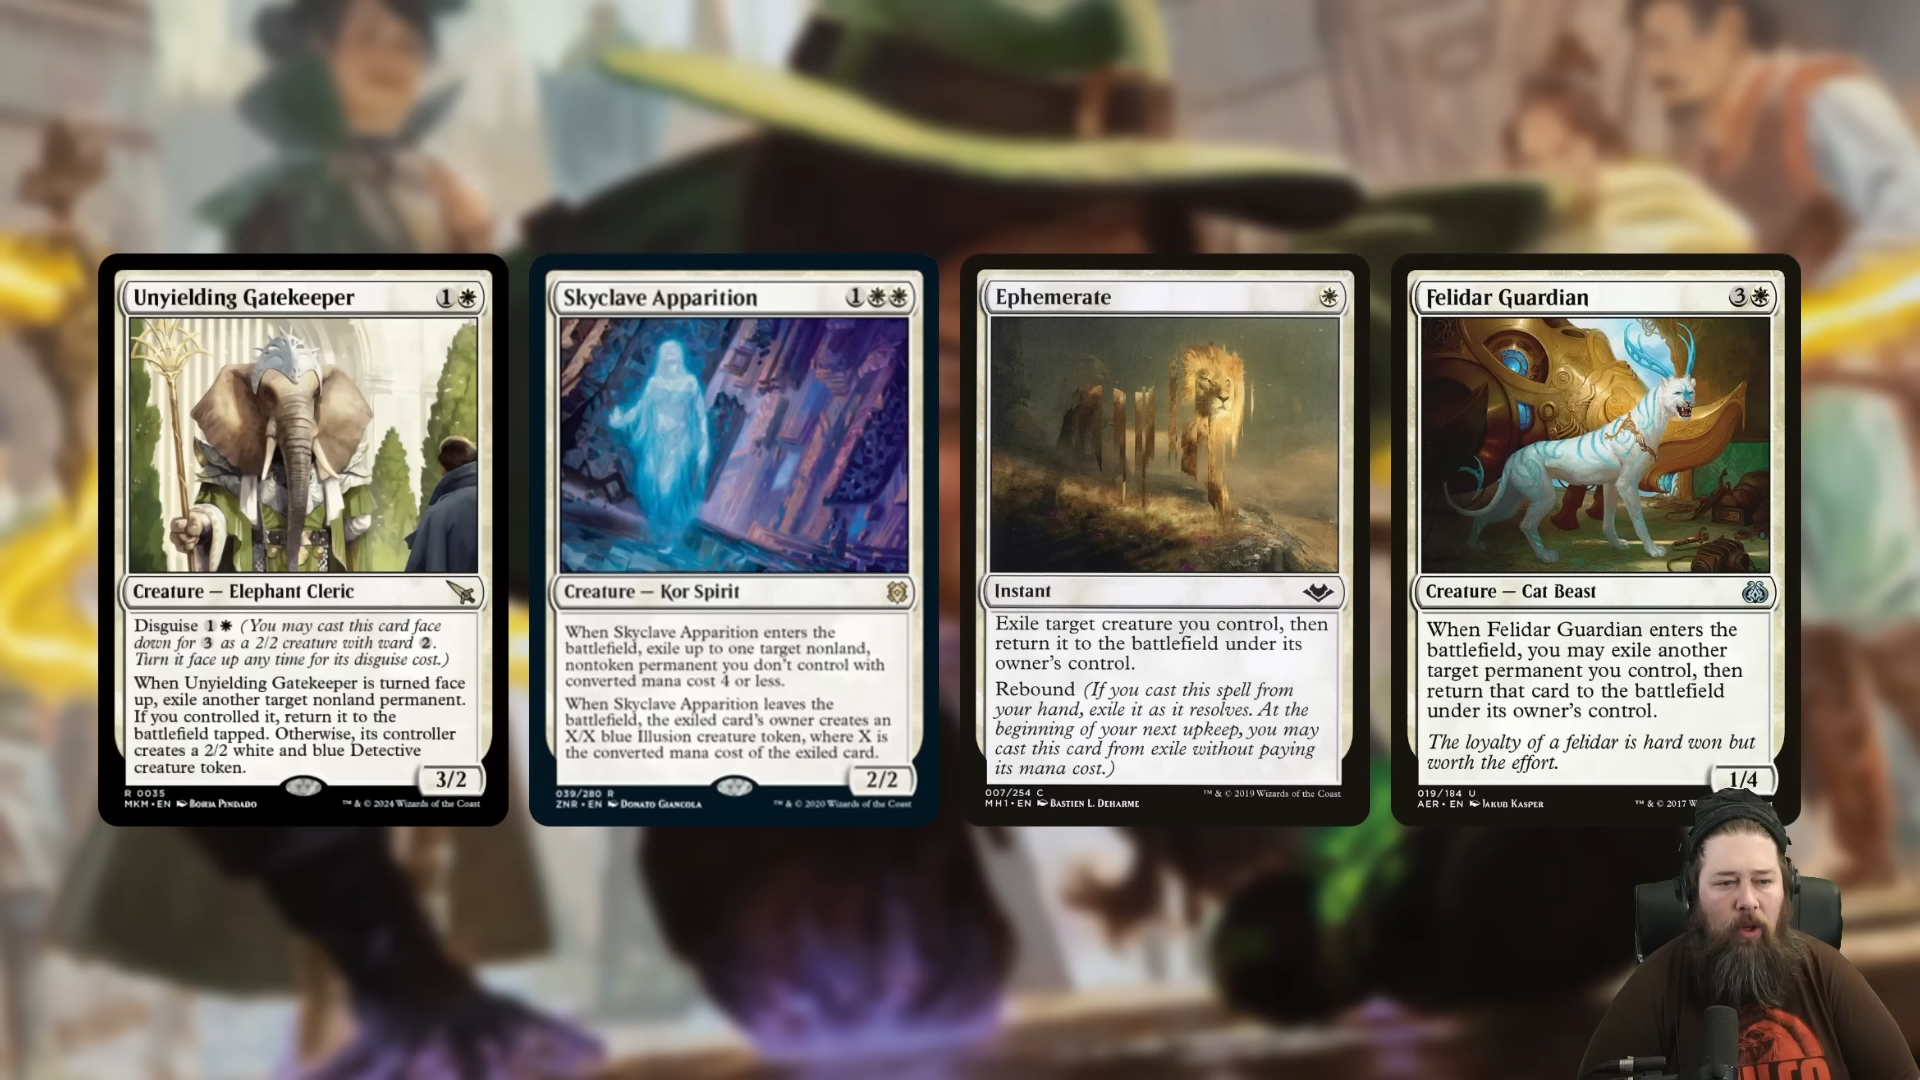 Unyielding Gatekeeper 1
Creature — Elephant Cleric
Disguise 1 (You may cast this card face
down for 3 as a 2/2 creature with ward 2.
Turn it face up any time for its disguise cost.)
When Unyielding Gatekeeper is turned face
up, exile another target nonland permanent.
If you controlled it, return it to the
battlefield tapped. Otherwise, its controller
creates a 2/2 white and blue Detective
creature token.
3/2
R 0035
MKM • EN Borja Pindado
™ & © 2024 Wizards of the Coast
Skyclave Apparition 1
Creature — Kor Spirit
When Skyclave Apparition enters the
battlefield, exile up to one target nonland,
nontoken permanent you don't control with
converted mana cost 4 or less.
When Skyclave Apparition leaves the
battlefield, the exiled card's owner creates an
X/X blue Illusion creature token, where X is
the converted mana cost of the exiled card.
2/2
039/280 R
ZNR • EN Donato Giancola
™ & © 2020 Wizards of the Coast
Ephemerate
Instant
Exile target creature you control, then
return it to the battlefield under its
owner's control.
Rebound (If you cast this spell from
your hand, exile it as it resolves. At the
beginning of your next upkeep, you may
cast this card from exile without paying
its mana cost.)
007/254 C
MH1 • EN Bastien L. Deharme
™ & © 2019 Wizards of the Coast
Felidar Guardian 3
Creature — Cat Beast
When Felidar Guardian enters the
battlefield, you may exile another
target permanent you control, then
return that card to the battlefield
under its owner's control.
The loyalty of a felidar is hard won but
worth the effort.
1/4
019/184 U
AER • EN Jakub Kasper
™ & © 2017